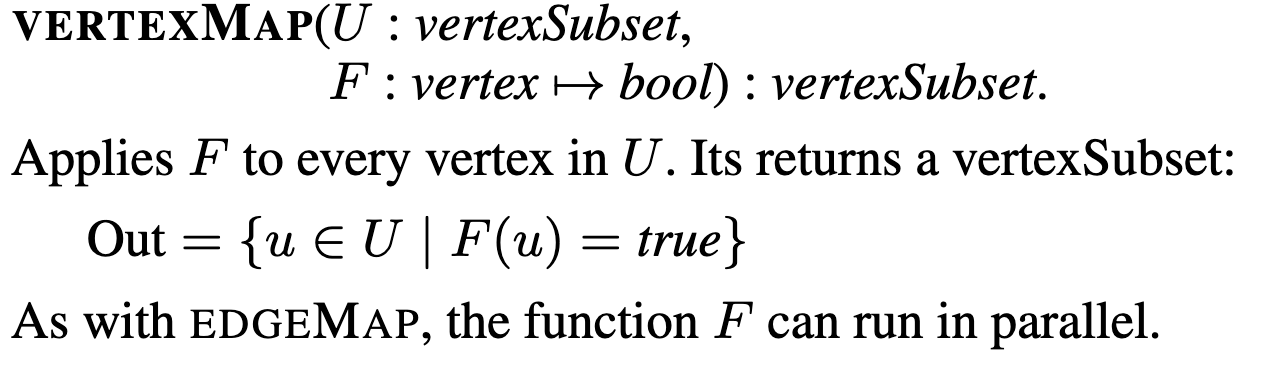 VERTEXMAP(U : vertexSubset,
F : vertex ↦ bool) : vertexSubset.
Applies F to every vertex in U. Its returns a vertexSubset:
Out = {u ∈ U | F(u) = true}
As with EDGEMAP, the function F can run in parallel.